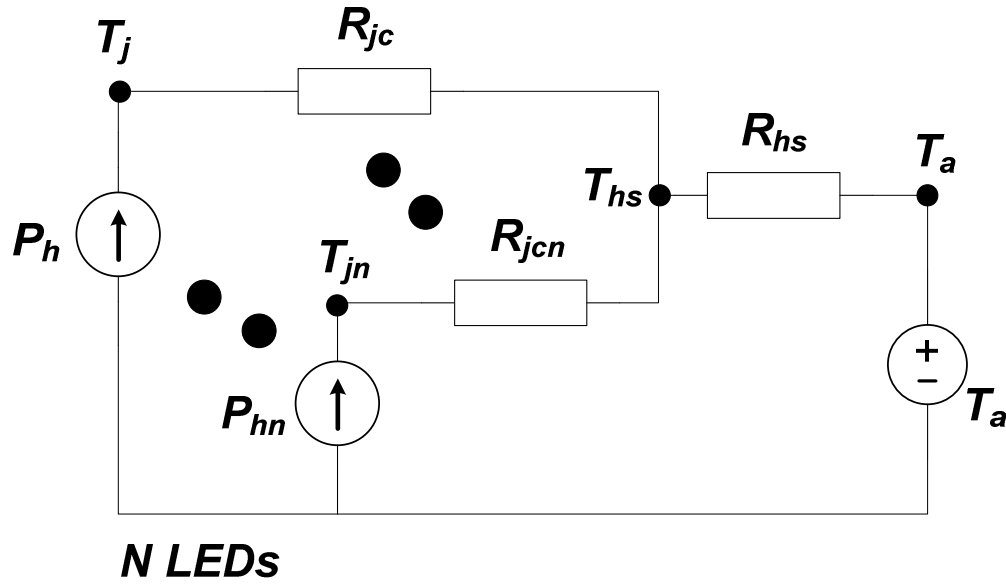 Tj
Rjc
Rhs
Ta
Ths
Ph
Tjn
Rjcn
Phn
+
−
Ta
N LEDs